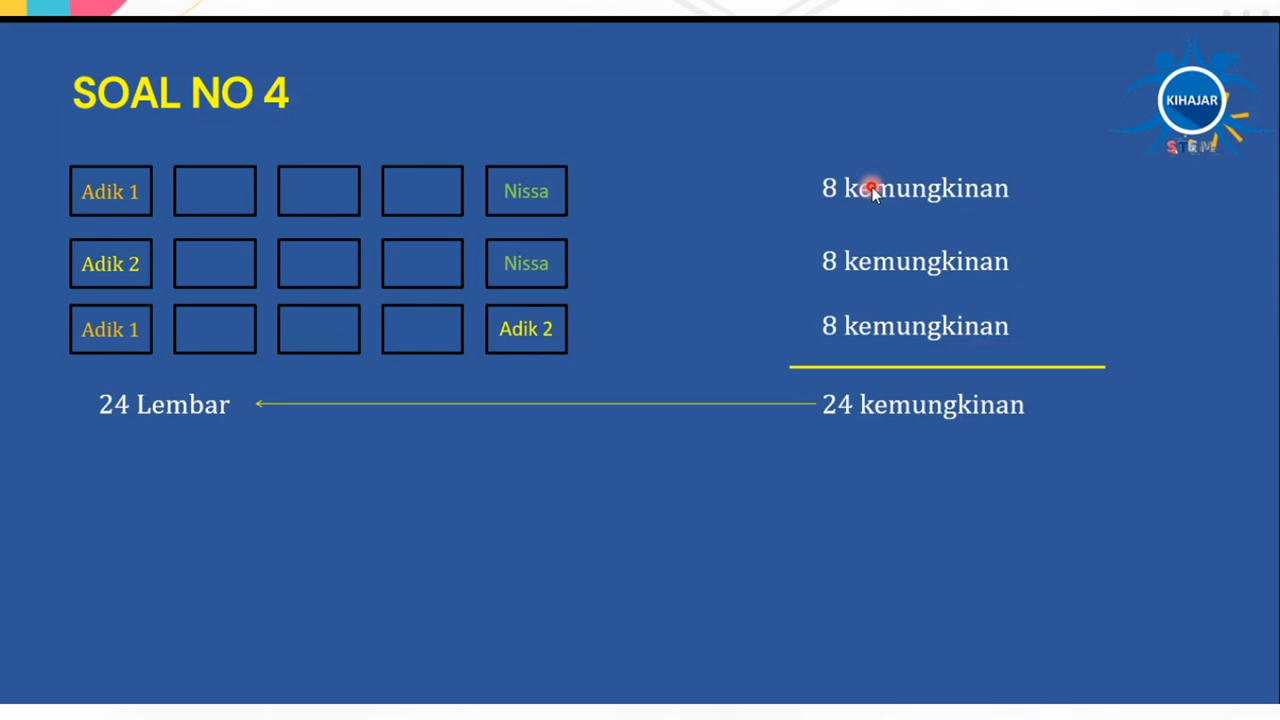 SOAL NO 4
KIHAJAR
STEM
Adik 1 Nissa 8 kemungkinan
Adik 2 Nissa 8 kemungkinan
Adik 1 Adik 2 8 kemungkinan
24 Lembar 24 kemungkinan